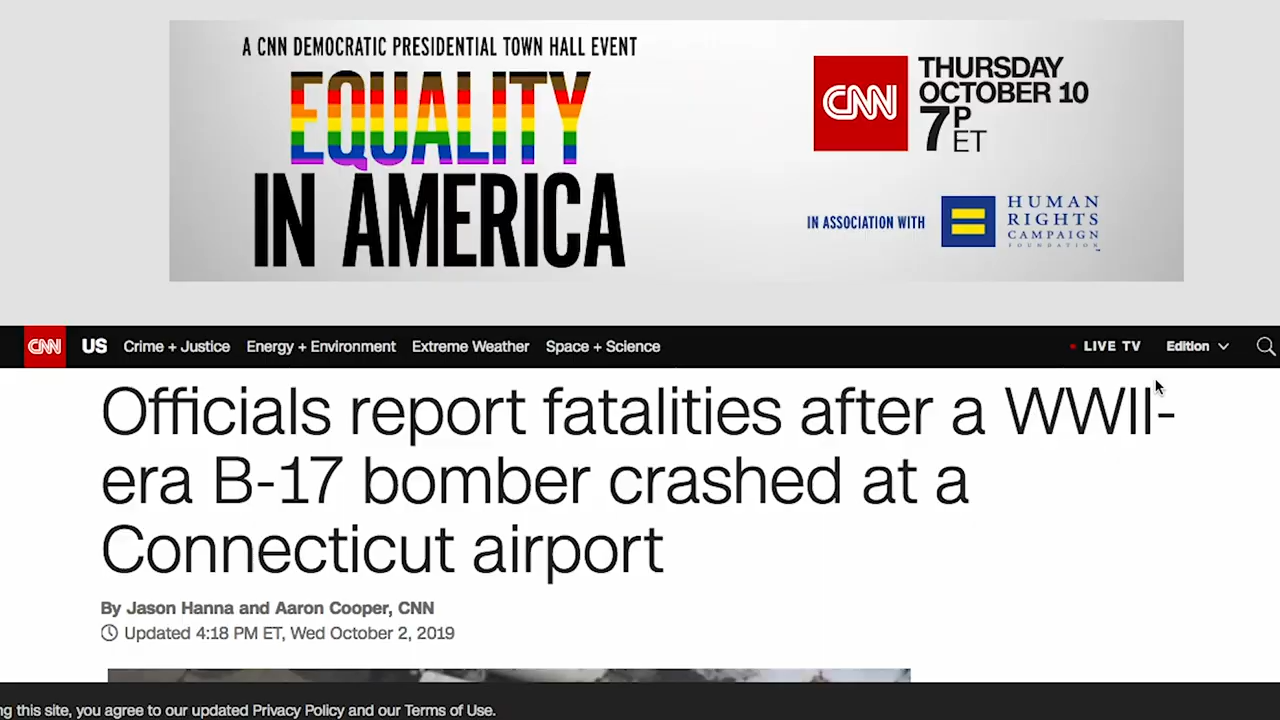 A CNN DEMOCRATIC PRESIDENTIAL TOWN HALL EVENT
EQUALITY
IN AMERICA
CNN
THURSDAY
OCTOBER 10
7P
ET
IN ASSOCIATION WITH
HUMAN
RIGHTS
CAMPAIGN
FOUNDATION
CNN US Crime + Justice Energy + Environment Extreme Weather Space + Science LIVE TV Edition
Officials report fatalities after a WWII-
era B-17 bomber crashed at a
Connecticut airport
By Jason Hanna and Aaron Cooper, CNN
Updated 4:18 PM ET, Wed October 2, 2019
ng this site, you agree to our updated Privacy Policy and our Terms of Use.